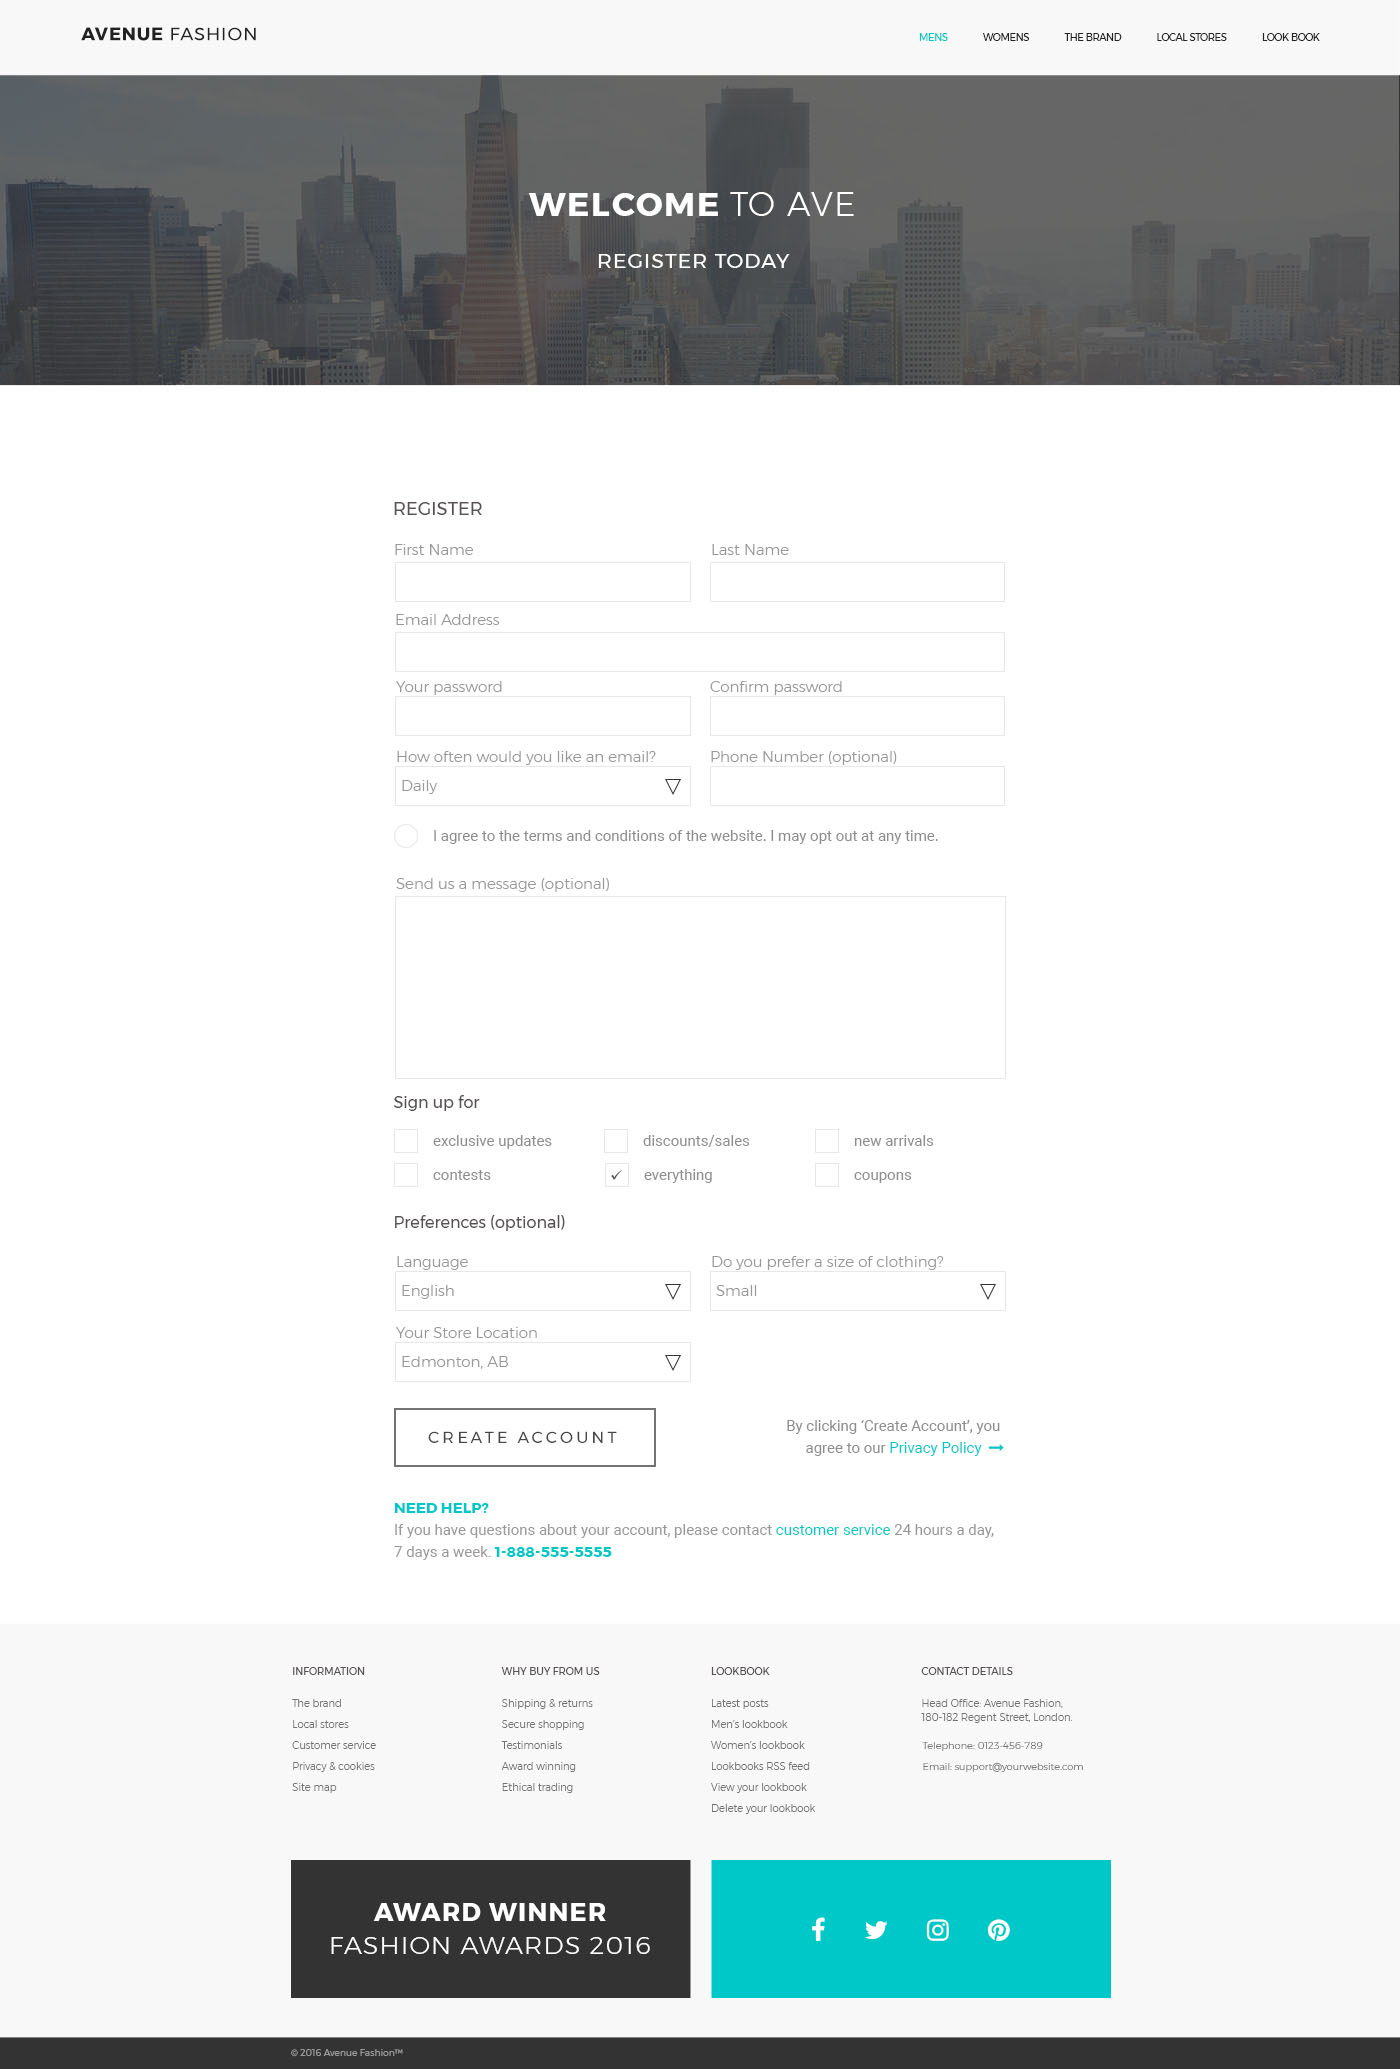 AVENUE FASHION
MENS WOMENS THE BRAND LOCAL STORES LOOK BOOK
WELCOME TO AVE
REGISTER TODAY
REGISTER
First Name Last Name
Email Address
Your password Confirm password
How often would you like an email? Phone Number (optional)
Daily
I agree to the terms and conditions of the website. I may opt out at any time.
Send us a message (optional)
Sign up for
exclusive updates discounts/sales new arrivals
contests everything coupons
Preferences (optional)
Language Do you prefer a size of clothing?
English Small
Your Store Location
Edmonton, AB
CREATE ACCOUNT
By clicking ‘Create Account’, you
agree to our Privacy Policy
NEED HELP?
If you have questions about your account, please contact customer service 24 hours a day,
7 days a week. 1-888-555-5555
INFORMATION
The brand
Local stores
Customer service
Privacy & cookies
Site map
WHY BUY FROM US
Shipping & returns
Secure shopping
Testimonials
Award winning
Ethical trading
LOOKBOOK
Latest posts
Men's lookbook
Women's lookbook
Lookbooks RSS feed
View your lookbook
Delete your lookbook
CONTACT DETAILS
Head Office: Avenue Fashion,
180-182 Regent Street, London.
Telephone: 0123-456-789
Email: support@yourwebsite.com
AWARD WINNER
FASHION AWARDS 2016
© 2016 Avenue Fashion™